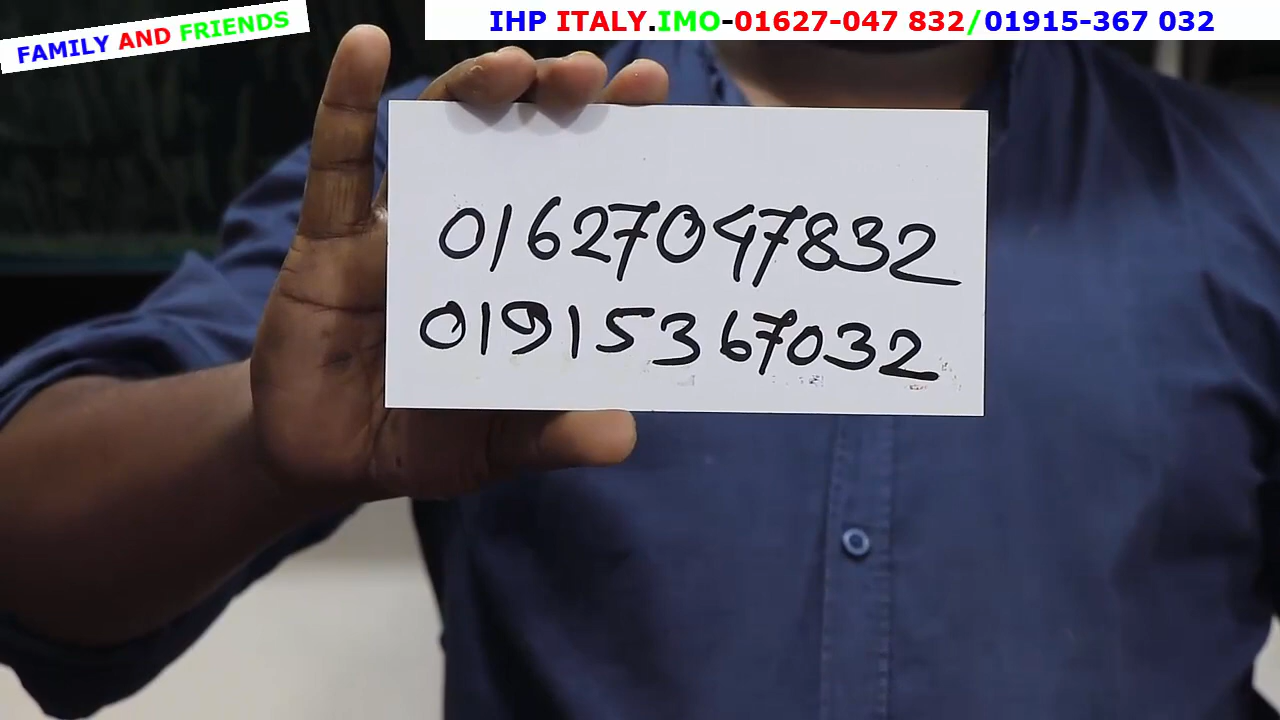 FAMILY AND FRIENDS
IHP ITALY.IMO-01627-047 832/01915-367 032
01627047832
01915367032